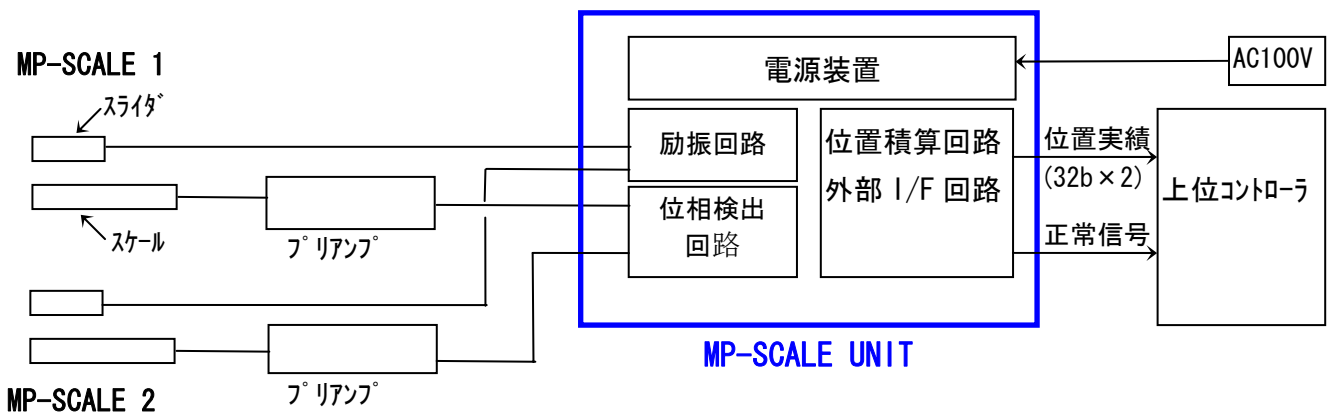 MP-SCALE 1
スライダ
スケール
プリアンプ
プリアンプ
MP-SCALE 2
電源装置
励振回路
位相検出
回路
位置積算回路
外部 I/F 回路
MP-SCALE UNIT
AC100V
位置実績
(32b×2)
正常信号
上位コントローラ